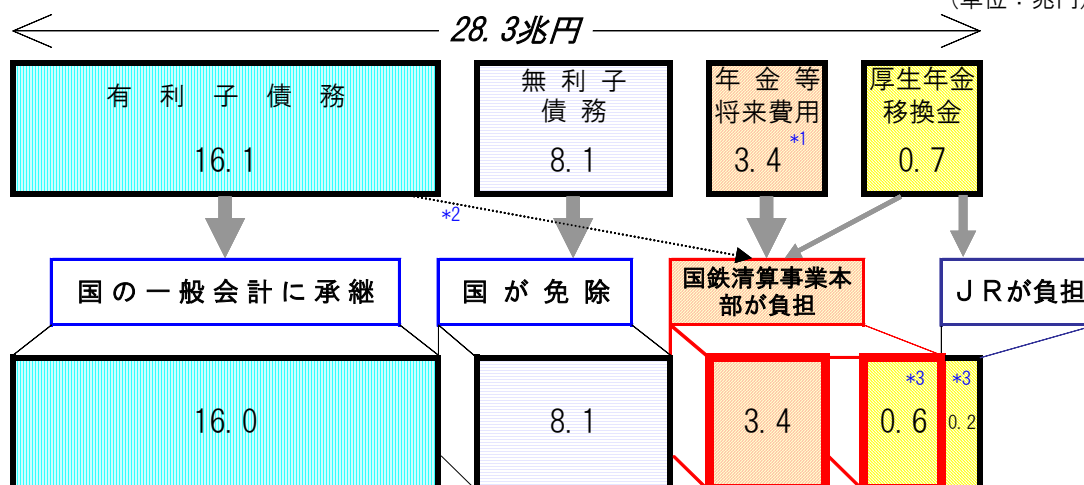 (単位:兆円)
28.3兆円
有利子債務
16.1
無利子
債務
8.1
年金等
将来費用
3.4 *1
厚生年金
移換金
0.7
*2
国の一般会計に承継
国が免除
国鉄清算事業本
部が負担
JRが負担
16.0
8.1
3.4
*3
0.6
*3
0.2